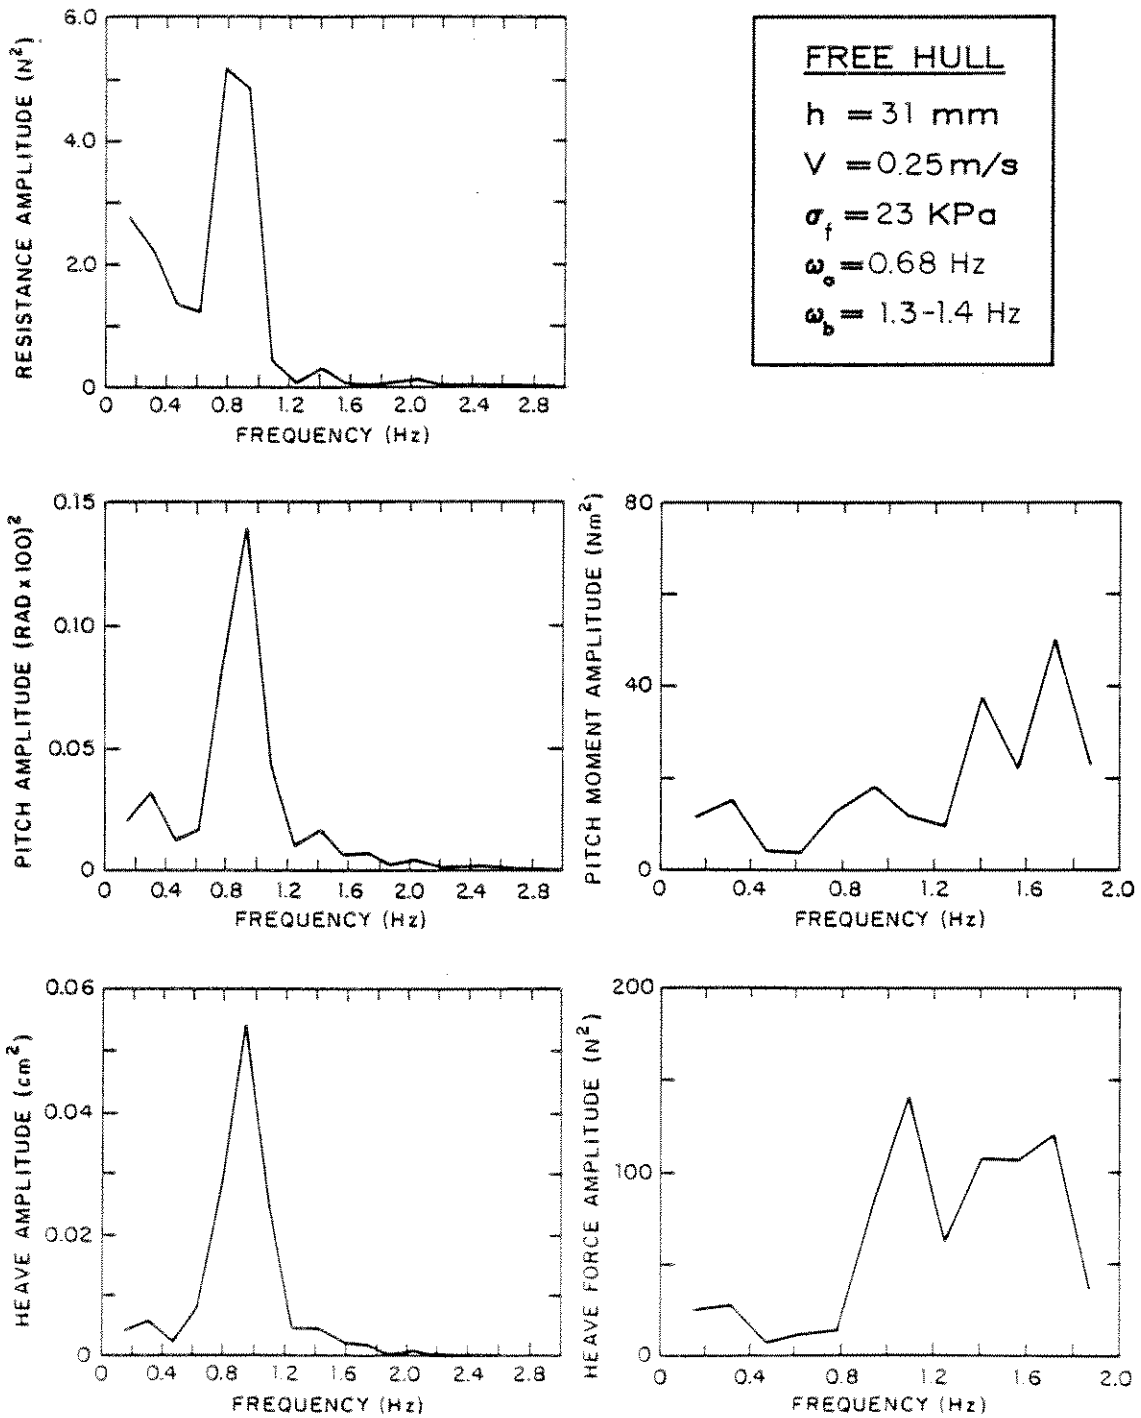 6.0
4.0
2.0
0
RESISTANCE AMPLITUDE (N²)
0 0.4 0.8 1.2 1.6 2.0 2.4 2.8
FREQUENCY (Hz)
FREE HULL
h = 31 mm
V = 0.25 m/s
σf = 23 KPa
ωo = 0.68 Hz
ωb = 1.3-1.4 Hz
0.15
0.10
0.05
0
PITCH AMPLITUDE (RAD x 100)²
0 0.4 0.8 1.2 1.6 2.0 2.4 2.8
FREQUENCY (Hz)
80
40
0
PITCH MOMENT AMPLITUDE (Nm²)
0 0.4 0.8 1.2 1.6 2.0
FREQUENCY (Hz)
0.06
0.04
0.02
0
HEAVE AMPLITUDE (cm²)
0 0.4 0.8 1.2 1.6 2.0 2.4 2.8
FREQUENCY (Hz)
200
100
0
HEAVE FORCE AMPLITUDE (N²)
0 0.4 0.8 1.2 1.6 2.0
FREQUENCY (Hz)